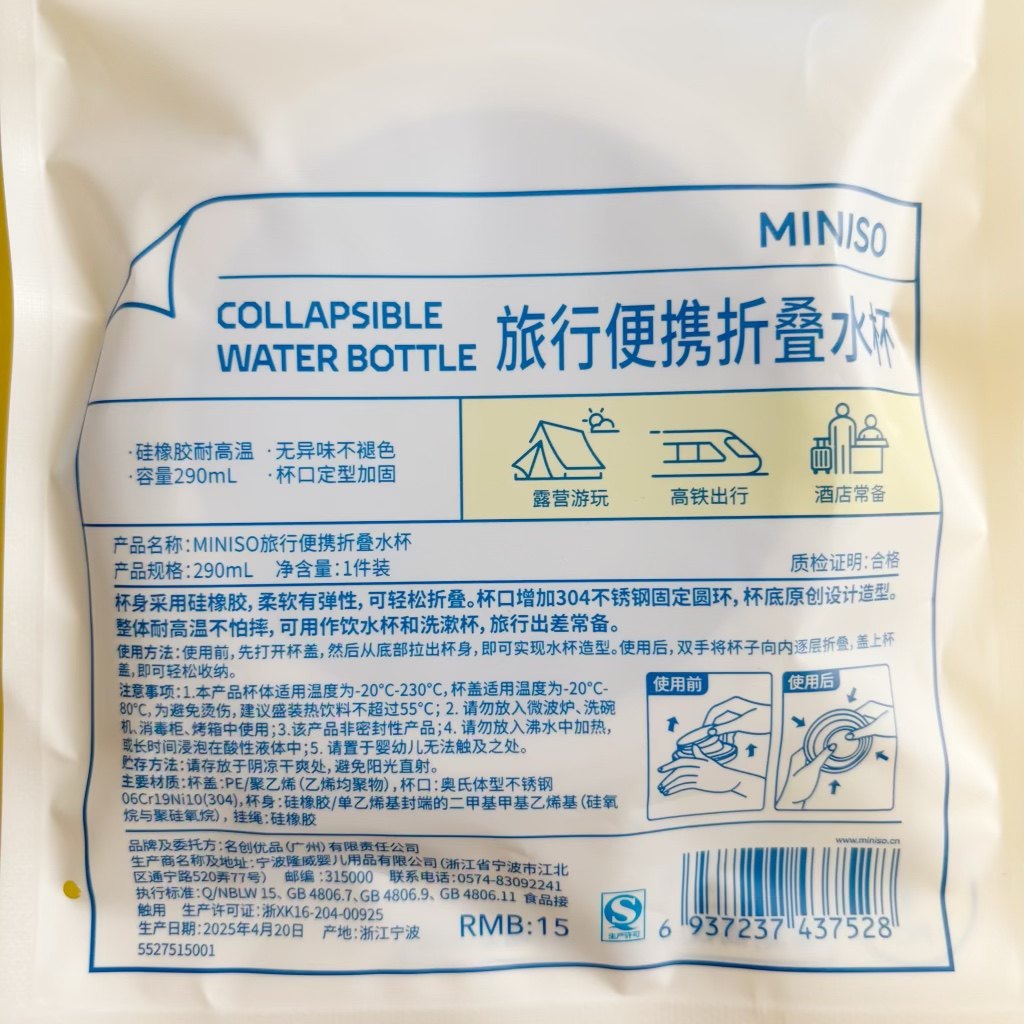 MINISO
COLLAPSIBLE
WATER BOTTLE
旅行便携折叠水杯
·硅橡胶耐高温 ·无异味不褪色
·容量290mL ·杯口定型加固
露营游玩
高铁出行
酒店常备
产品名称:MINISO旅行便携折叠水杯
产品规格:290mL 净含量:1件装
质检证明:合格
杯身采用硅橡胶,柔软有弹性,可轻松折叠。杯口增加304不锈钢固定圆环,杯底原创设计造型。
整体耐高温不怕摔,可用作饮水杯和洗漱杯,旅行出差常备。
使用方法:使用前,先打开杯盖,然后从底部拉出杯身,即可实现水杯造型。使用后,双手将杯子向内逐层折叠,盖上杯
盖,即可轻松收纳。
注意事项:1.本产品杯体适用温度为-20°C-230°C,杯盖适用温度为-20°C-
80°C,为避免烫伤,建议盛装热饮料不超过55°C; 2. 请勿放入微波炉、洗碗
机、消毒柜、烤箱中使用;3.该产品非密封性产品;4. 请勿放入沸水中加热,
或长时间浸泡在酸性液体中;5. 请置于婴幼儿无法触及之处。
贮存方法:请存放于阴凉干爽处,避免阳光直射。
主要材质:杯盖:PE/聚乙烯(乙烯均聚物),杯口:奥氏体型不锈钢
06Cr19Ni10(304),杯身:硅橡胶/单乙烯基封端的二甲基甲基乙烯基(硅氧
烷与聚硅氧烷),挂绳:硅橡胶
使用前
使用后
品牌及委托方:名创优品(广州)有限责任公司
生产商名称及地址:宁波隆威婴儿用品有限公司(浙江省宁波市江北
区通宁路520弄77号) 邮编:315000 联系电话:0574-83092241
执行标准:Q/NBLW 15、GB 4806.7、GB 4806.9、GB 4806.11 食品接
触用 生产许可证:浙XK16-204-00925
生产日期:2025年4月20日 产地:浙江宁波
5527515001
RMB:15
生产许可
www.miniso.cn
6 937237 437528